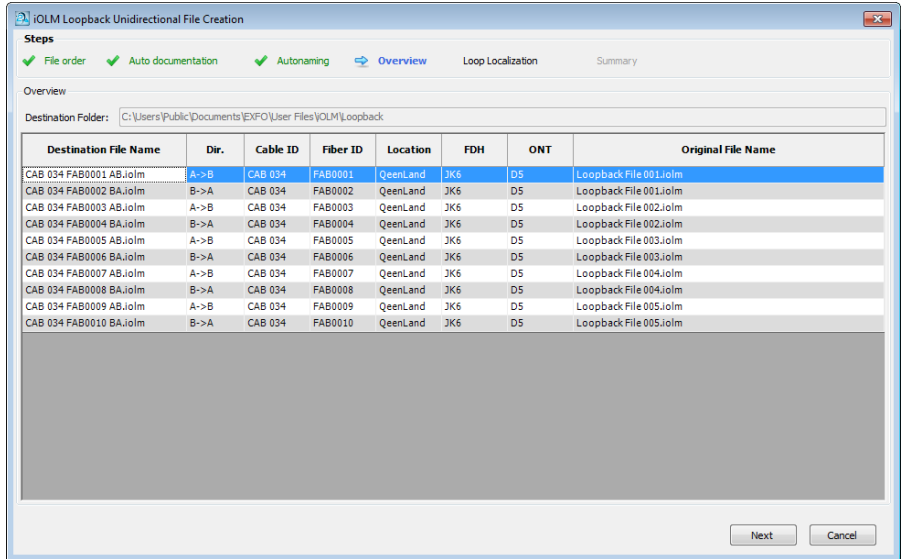 iOLM Loopback Unidirectional File Creation
Steps
File order Auto documentation Autonaming Overview Loop Localization Summary
Overview
Destination Folder: C:\Users\Public\Documents\EXFO\User Files\iOLM\Loopback
Destination File Name Dir. Cable ID Fiber ID Location FDH ONT Original File Name
CAB 034 FAB0001 AB.iolm A->B CAB 034 FAB0001 QeenLand JK6 D5 Loopback File 001.iolm
CAB 034 FAB0002 BA.iolm B->A CAB 034 FAB0002 QeenLand JK6 D5 Loopback File 001.iolm
CAB 034 FAB0003 AB.iolm A->B CAB 034 FAB0003 QeenLand JK6 D5 Loopback File 002.iolm
CAB 034 FAB0004 BA.iolm B->A CAB 034 FAB0004 QeenLand JK6 D5 Loopback File 002.iolm
CAB 034 FAB0005 AB.iolm A->B CAB 034 FAB0005 QeenLand JK6 D5 Loopback File 003.iolm
CAB 034 FAB0006 BA.iolm B->A CAB 034 FAB0006 QeenLand JK6 D5 Loopback File 003.iolm
CAB 034 FAB0007 AB.iolm A->B CAB 034 FAB0007 QeenLand JK6 D5 Loopback File 004.iolm
CAB 034 FAB0008 BA.iolm B->A CAB 034 FAB0008 QeenLand JK6 D5 Loopback File 004.iolm
CAB 034 FAB0009 AB.iolm A->B CAB 034 FAB0009 QeenLand JK6 D5 Loopback File 005.iolm
CAB 034 FAB0010 BA.iolm B->A CAB 034 FAB0010 QeenLand JK6 D5 Loopback File 005.iolm
Next Cancel